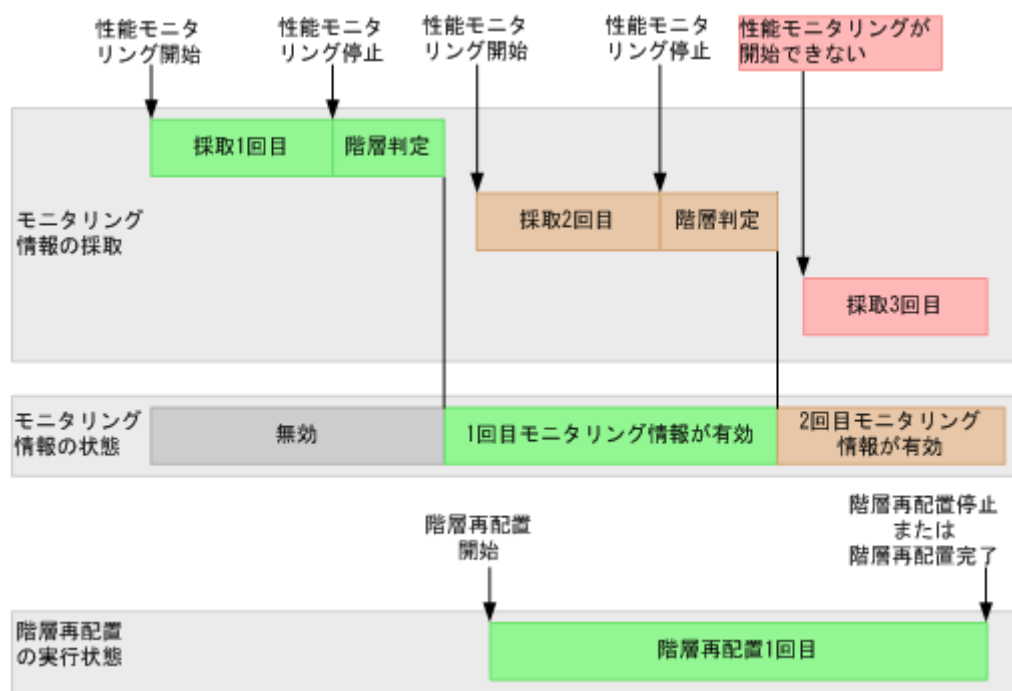 性能モニタ
リング開始
性能モニタ
リング停止
性能モニタ
リング開始
性能モニタ
リング停止
性能モニタリングが
開始できない
採取1回目
階層判定
モニタリング
情報の採取
採取2回目
階層判定
採取3回目
モニタリング
情報の状態
無効
1回目モニタリング情報が有効
2回目モニタリング
情報が有効
階層再配置
開始
階層再配置停止
または
階層再配置完了
階層再配置
の実行状態
階層再配置1回目